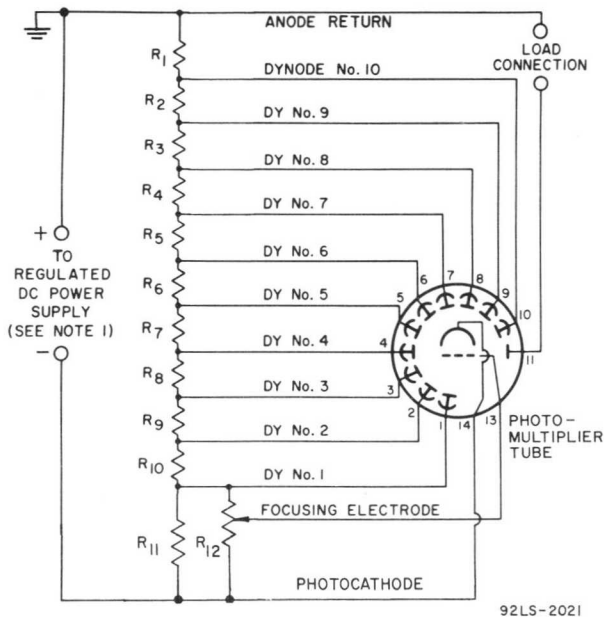 ANODE RETURN
LOAD
CONNECTION
R1
DYNODE No. 10
R2
DY No. 9
R3
DY No. 8
R4
DY No. 7
R5
DY No. 6
R6
DY No. 5
R7
DY No. 4
R8
DY No. 3
R9
DY No. 2
R10
DY No. 1
R11
R12
FOCUSING ELECTRODE
PHOTOCATHODE
+
TO
REGULATED
DC POWER
SUPPLY
(SEE NOTE 1)
-
1
2
3
4
5
6
7
8
9
10
11
13
14
PHOTO-
MULTIPLIER
TUBE
92LS-2021